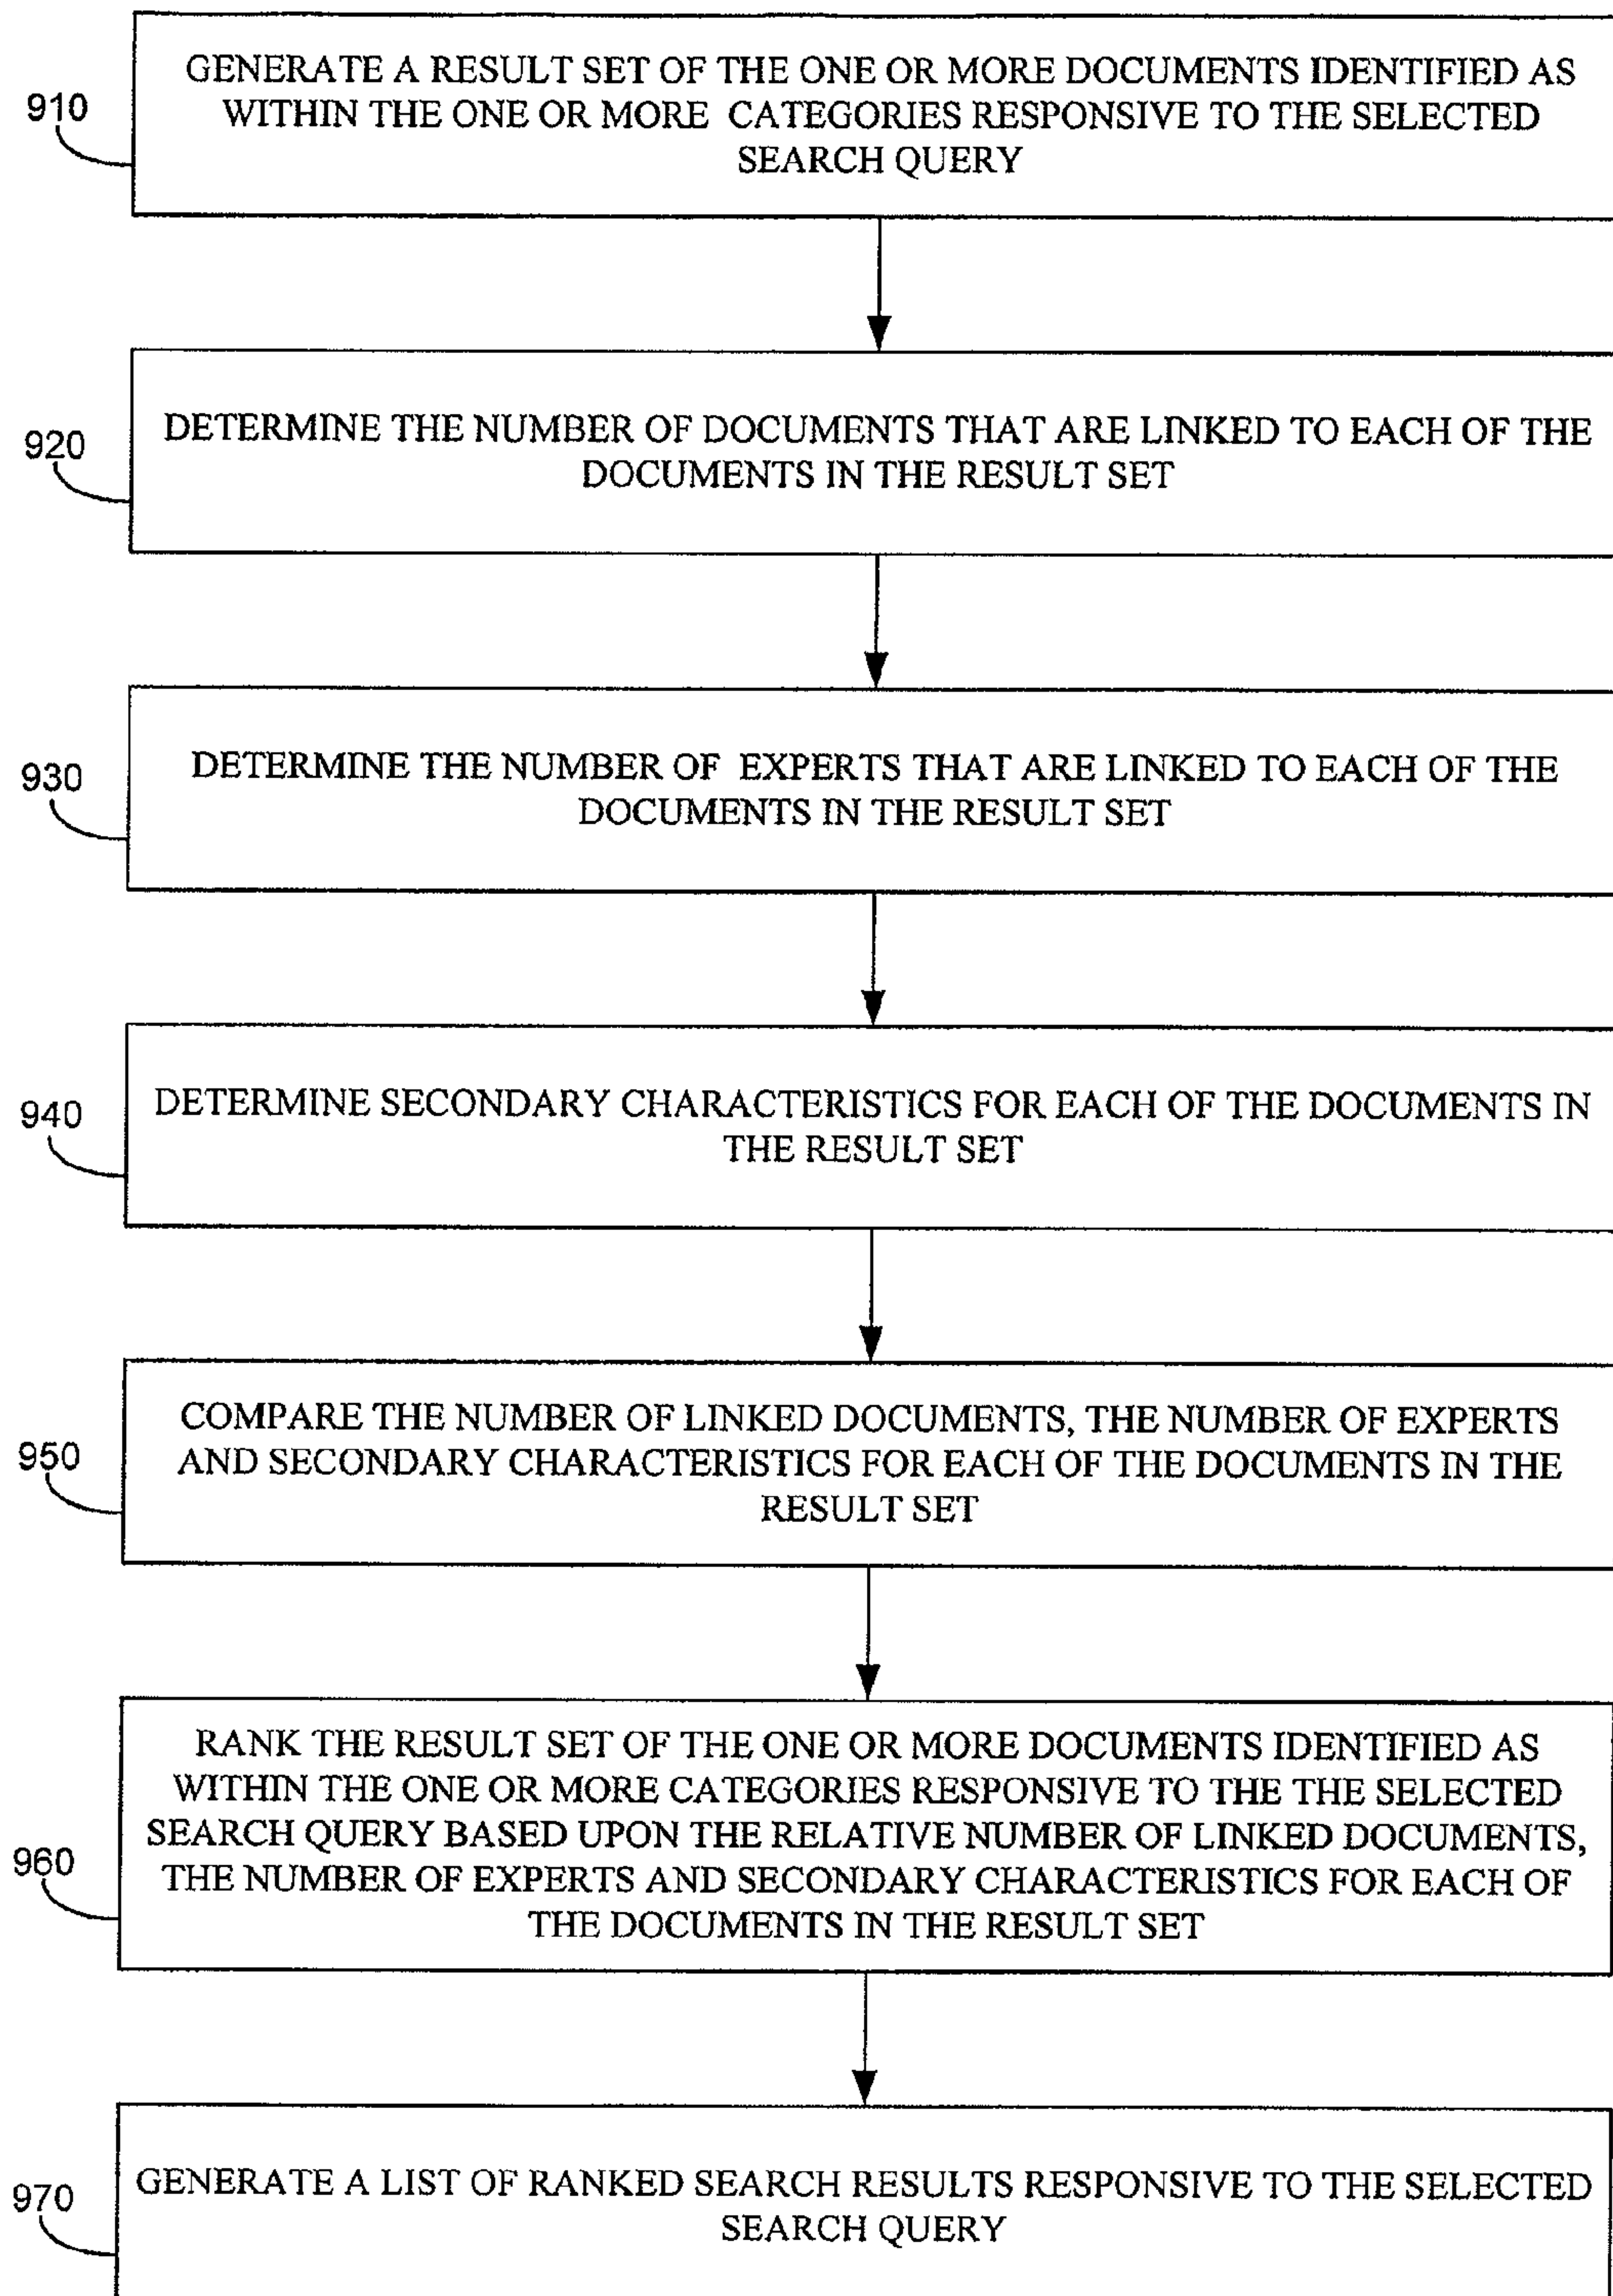 GENERATE A RESULT SET OF THE ONE OR MORE DOCUMENTS IDENTIFIED AS
WITHIN THE ONE OR MORE CATEGORIES RESPONSIVE TO THE SELECTED
SEARCH QUERY
910
DETERMINE THE NUMBER OF DOCUMENTS THAT ARE LINKED TO EACH OF THE
DOCUMENTS IN THE RESULT SET
920
DETERMINE THE NUMBER OF EXPERTS THAT ARE LINKED TO EACH OF THE
DOCUMENTS IN THE RESULT SET
930
DETERMINE SECONDARY CHARACTERISTICS FOR EACH OF THE DOCUMENTS IN
THE RESULT SET
940
COMPARE THE NUMBER OF LINKED DOCUMENTS, THE NUMBER OF EXPERTS
AND SECONDARY CHARACTERISTICS FOR EACH OF THE DOCUMENTS IN THE
RESULT SET
950
RANK THE RESULT SET OF THE ONE OR MORE DOCUMENTS IDENTIFIED AS
WITHIN THE ONE OR MORE CATEGORIES RESPONSIVE TO THE THE SELECTED
SEARCH QUERY BASED UPON THE RELATIVE NUMBER OF LINKED DOCUMENTS,
THE NUMBER OF EXPERTS AND SECONDARY CHARACTERISTICS FOR EACH OF
THE DOCUMENTS IN THE RESULT SET
960
GENERATE A LIST OF RANKED SEARCH RESULTS RESPONSIVE TO THE SELECTED
SEARCH QUERY
970